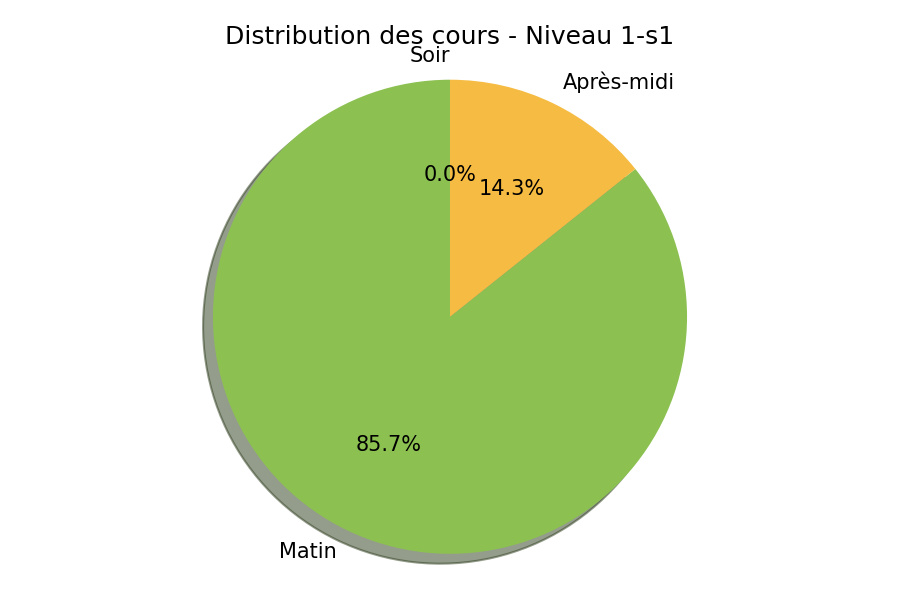 Distribution des cours - Niveau 1-s1
Soir
Après-midi
0.0%
14.3%
85.7%
Matin